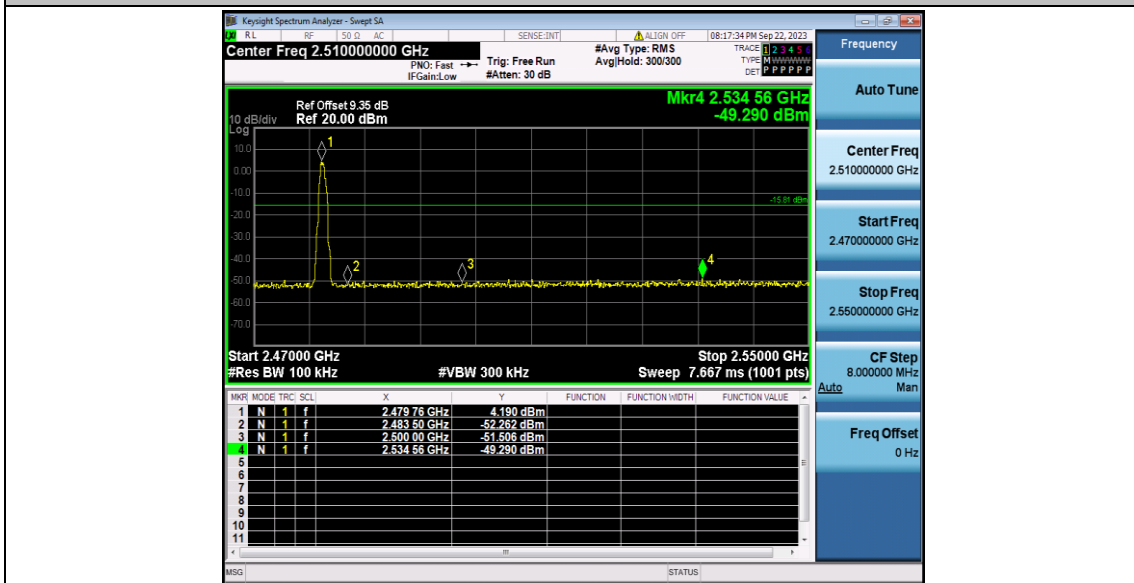 Keysight Spectrum Analyzer - Swept SA
RL RF 50 Ω AC SENSE:INT ALIGN OFF 08:17:34 PM Sep 22, 2023
Center Freq 2.510000000 GHz
PNO: Fast
IFGain:Low
Trig: Free Run
#Atten: 30 dB
#Avg Type: RMS
Avg|Hold: 300/300
TRACE 1 2 3 4 5 6
TYPE M WWWWW
DET P P P P P P
Ref Offset 9.35 dB
Ref 20.00 dBm
10 dB/div
Log
Mkr4 2.534 56 GHz
-49.290 dBm
10.0
0.00
-10.0
-20.0
-30.0
-40.0
-50.0
-60.0
-70.0
1
2
3
4
-15.81 dBm
Start 2.47000 GHz
Stop 2.55000 GHz
#Res BW 100 kHz
#VBW 300 kHz
Sweep 7.667 ms (1001 pts)
MKR MODE TRC SCL X Y FUNCTION FUNCTION WIDTH FUNCTION VALUE
1 N 1 f 2.479 76 GHz 4.190 dBm
2 N 1 f 2.483 50 GHz -52.262 dBm
3 N 1 f 2.500 00 GHz -51.506 dBm
4 N 1 f 2.534 56 GHz -49.290 dBm
5
6
7
8
9
10
11
MSG
STATUS
Frequency
Auto Tune
Center Freq
2.510000000 GHz
Start Freq
2.470000000 GHz
Stop Freq
2.550000000 GHz
CF Step
8.000000 MHz
Auto Man
Freq Offset
0 Hz